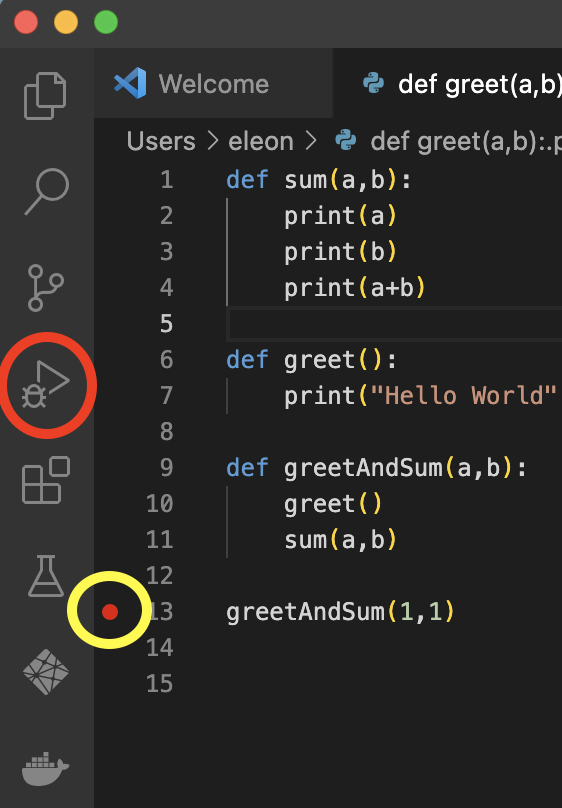 Welcome
def greet(a,b)
Users > eleon > def greet(a,b):.p
1 def sum(a,b):
2     print(a)
3     print(b)
4     print(a+b)
5
6 def greet():
7     print("Hello World"
8
9 def greetAndSum(a,b):
10     greet()
11     sum(a,b)
12
13 greetAndSum(1,1)
14
15